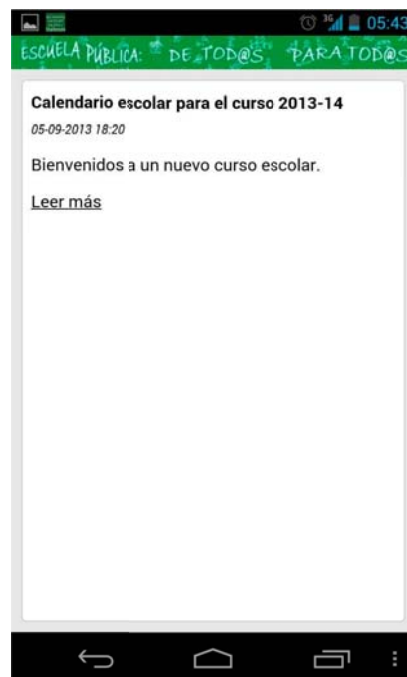 3G 05:43
ESCUELA PÚBLICA: DE TOD@S PARA TOD@S
Calendario escolar para el curso 2013-14
05-09-2013 18:20
Bienvenidos a un nuevo curso escolar.
Leer más